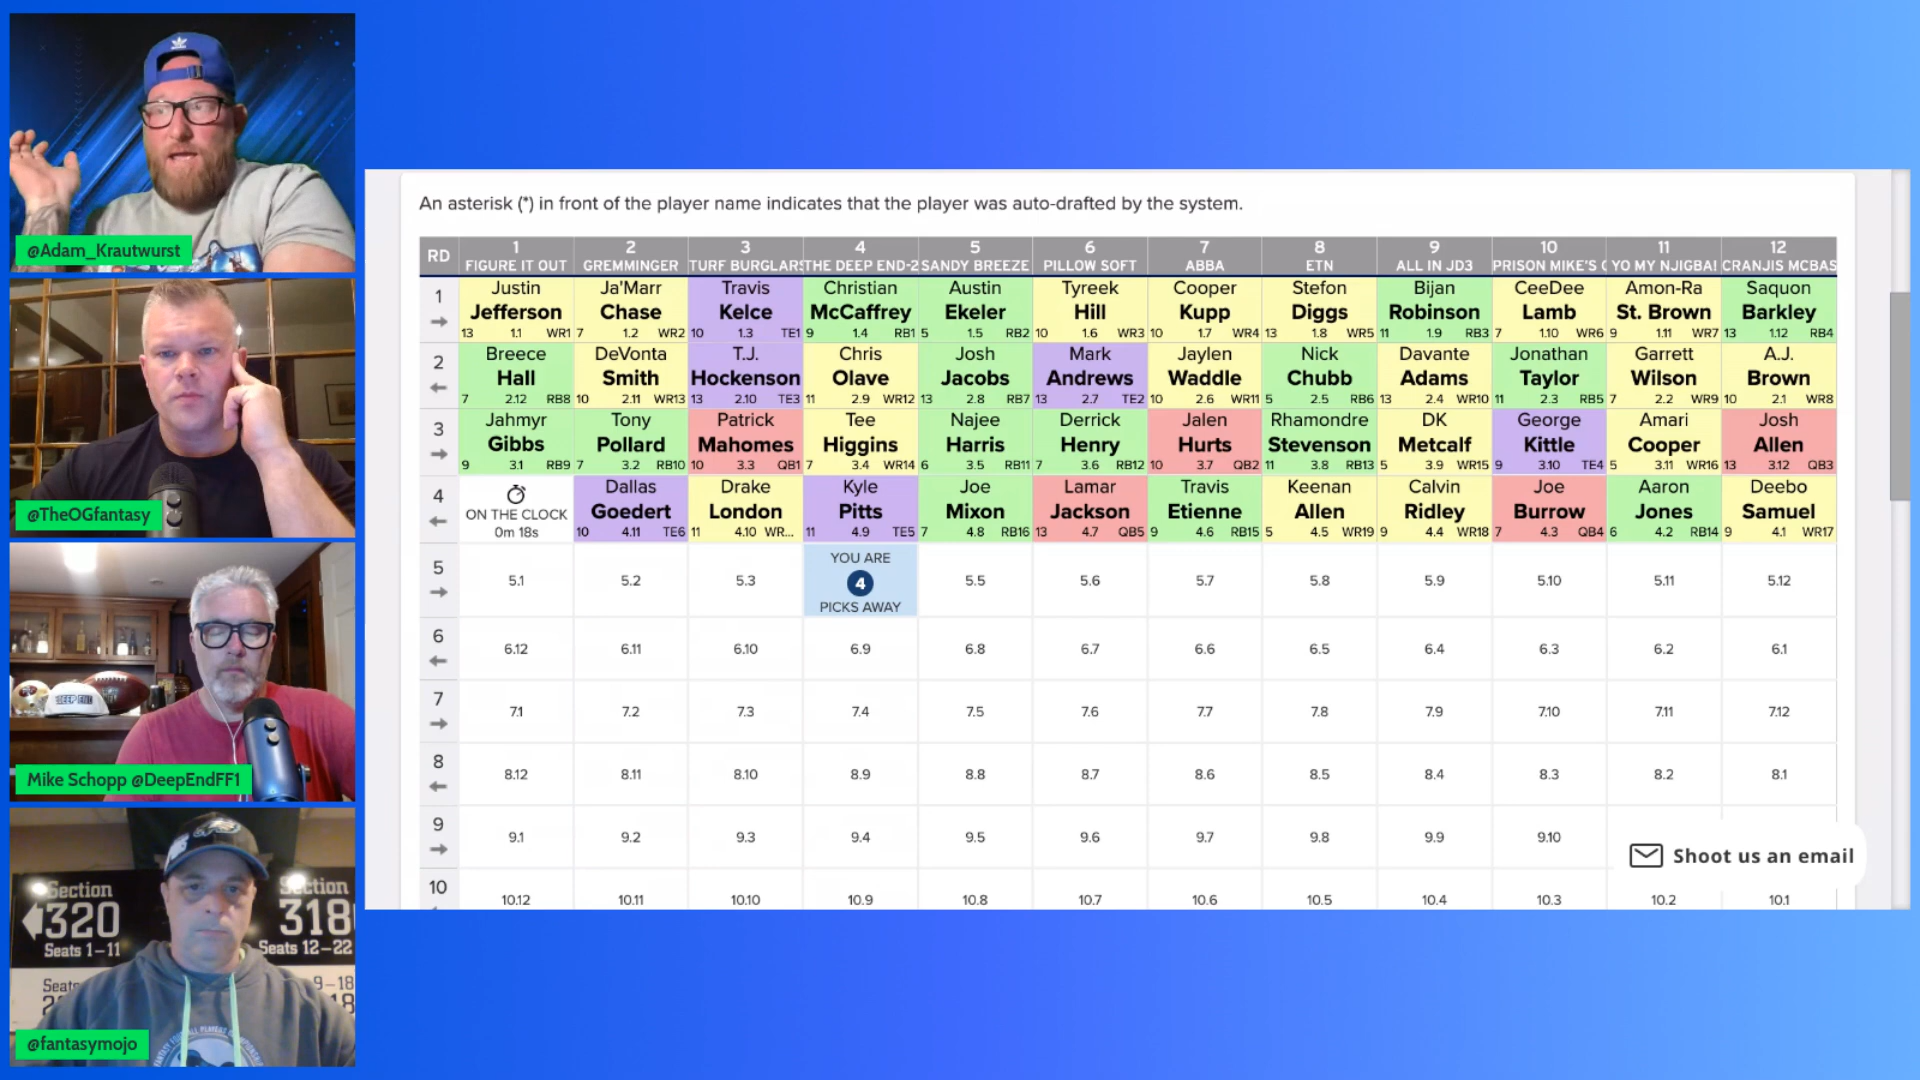 @Adam_Krautwurst
@TheOGfantasy
DEEP END
Mike Schopp @DeepEndFF1
Section
320
Seats 1-11
Section
318
Seats 12-22
@fantasymojo
An asterisk (*) in front of the player name indicates that the player was auto-drafted by the system.
RD 1 2 3 4 5 6 7 8 9 10 11 12
FIGURE IT OUT GREMMINGER TURF BURGLARS THE DEEP END-2 SANDY BREEZE PILLOW SOFT ABBA ETN ALL IN JD3 PRISON MIKE'S ( YO MY NJIGBA! CRANJIS MCBAS
1 Justin Ja'Marr Travis Christian Austin Tyreek Cooper Stefon Bijan CeeDee Amon-Ra Saquon
Jefferson Chase Kelce McCaffrey Ekeler Hill Kupp Diggs Robinson Lamb St. Brown Barkley
13 1.1 WR1 7 1.2 WR2 10 1.3 TE1 9 1.4 RB1 5 1.5 RB2 10 1.6 WR3 10 1.7 WR4 13 1.8 WR5 11 1.9 RB3 7 1.10 WR6 9 1.11 WR7 13 1.12 RB4
2 Breece DeVonta T.J. Chris Josh Mark Jaylen Nick Davante Jonathan Garrett A.J.
Hall Smith Hockenson Olave Jacobs Andrews Waddle Chubb Adams Taylor Wilson Brown
7 2.12 RB8 10 2.11 WR13 13 2.10 TE3 11 2.9 WR12 13 2.8 RB7 13 2.7 TE2 10 2.6 WR11 5 2.5 RB6 13 2.4 WR10 11 2.3 RB5 7 2.2 WR9 10 2.1 WR8
3 Jahmyr Tony Patrick Tee Najee Derrick Jalen Rhamondre DK George Amari Josh
Gibbs Pollard Mahomes Higgins Harris Henry Hurts Stevenson Metcalf Kittle Cooper Allen
9 3.1 RB9 7 3.2 RB10 10 3.3 QB1 7 3.4 WR14 6 3.5 RB11 7 3.6 RB12 10 3.7 QB2 11 3.8 RB13 5 3.9 WR15 9 3.10 TE4 5 3.11 WR16 13 3.12 QB3
4 Dallas Drake Kyle Joe Lamar Travis Keenan Calvin Joe Aaron Deebo
ON THE CLOCK Goedert London Pitts Mixon Jackson Etienne Allen Ridley Burrow Jones Samuel
0m 18s 10 4.11 TE6 11 4.10 WR... 11 4.9 TE5 7 4.8 RB16 13 4.7 QB5 9 4.6 RB15 5 4.5 WR19 9 4.4 WR18 7 4.3 QB4 6 4.2 RB14 9 4.1 WR17
YOU ARE
5 5.1 5.2 5.3 4 5.5 5.6 5.7 5.8 5.9 5.10 5.11 5.12
PICKS AWAY
6 6.12 6.11 6.10 6.9 6.8 6.7 6.6 6.5 6.4 6.3 6.2 6.1
7 7.1 7.2 7.3 7.4 7.5 7.6 7.7 7.8 7.9 7.10 7.11 7.12
8 8.12 8.11 8.10 8.9 8.8 8.7 8.6 8.5 8.4 8.3 8.2 8.1
9 9.1 9.2 9.3 9.4 9.5 9.6 9.7 9.8 9.9 9.10
Shoot us an email
10 10.12 10.11 10.10 10.9 10.8 10.7 10.6 10.5 10.4 10.3 10.2 10.1